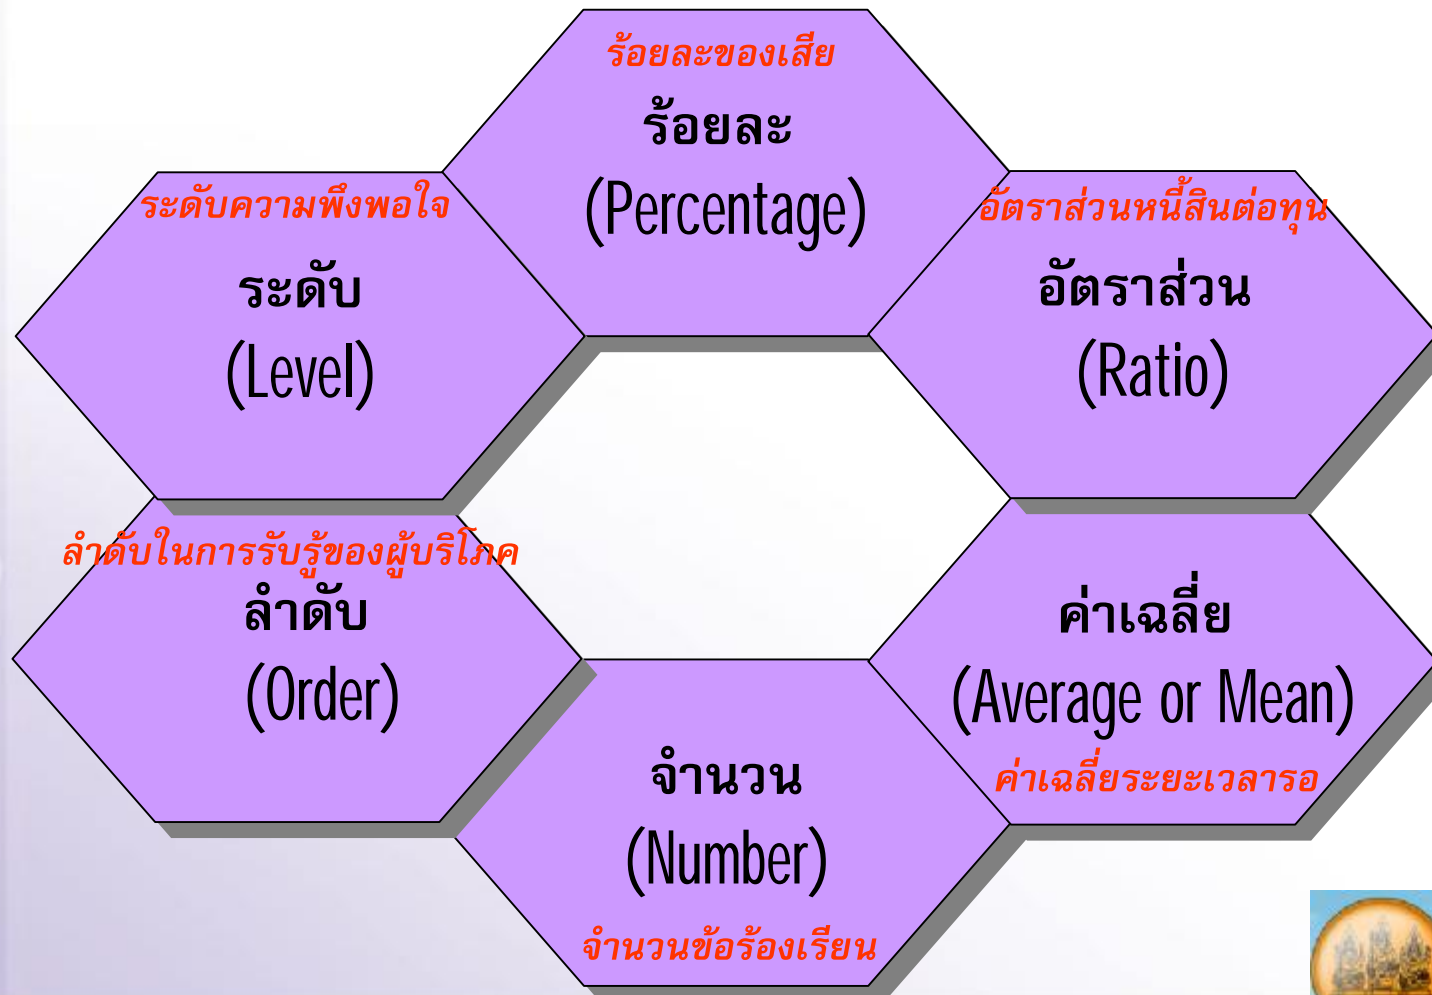 ร้อยละของเสีย
ร้อยละ
(Percentage)
ระดับความพึงพอใจ
ระดับ
(Level)
อัตราส่วนหนี้สินต่อทุน
อัตราส่วน
(Ratio)
ลำดับในการรับรู้ของผู้บริโภค
ลำดับ
(Order)
ค่าเฉลี่ย
(Average or Mean)
ค่าเฉลี่ยระยะเวลารอ
จำนวน
(Number)
จำนวนข้อร้องเรียน